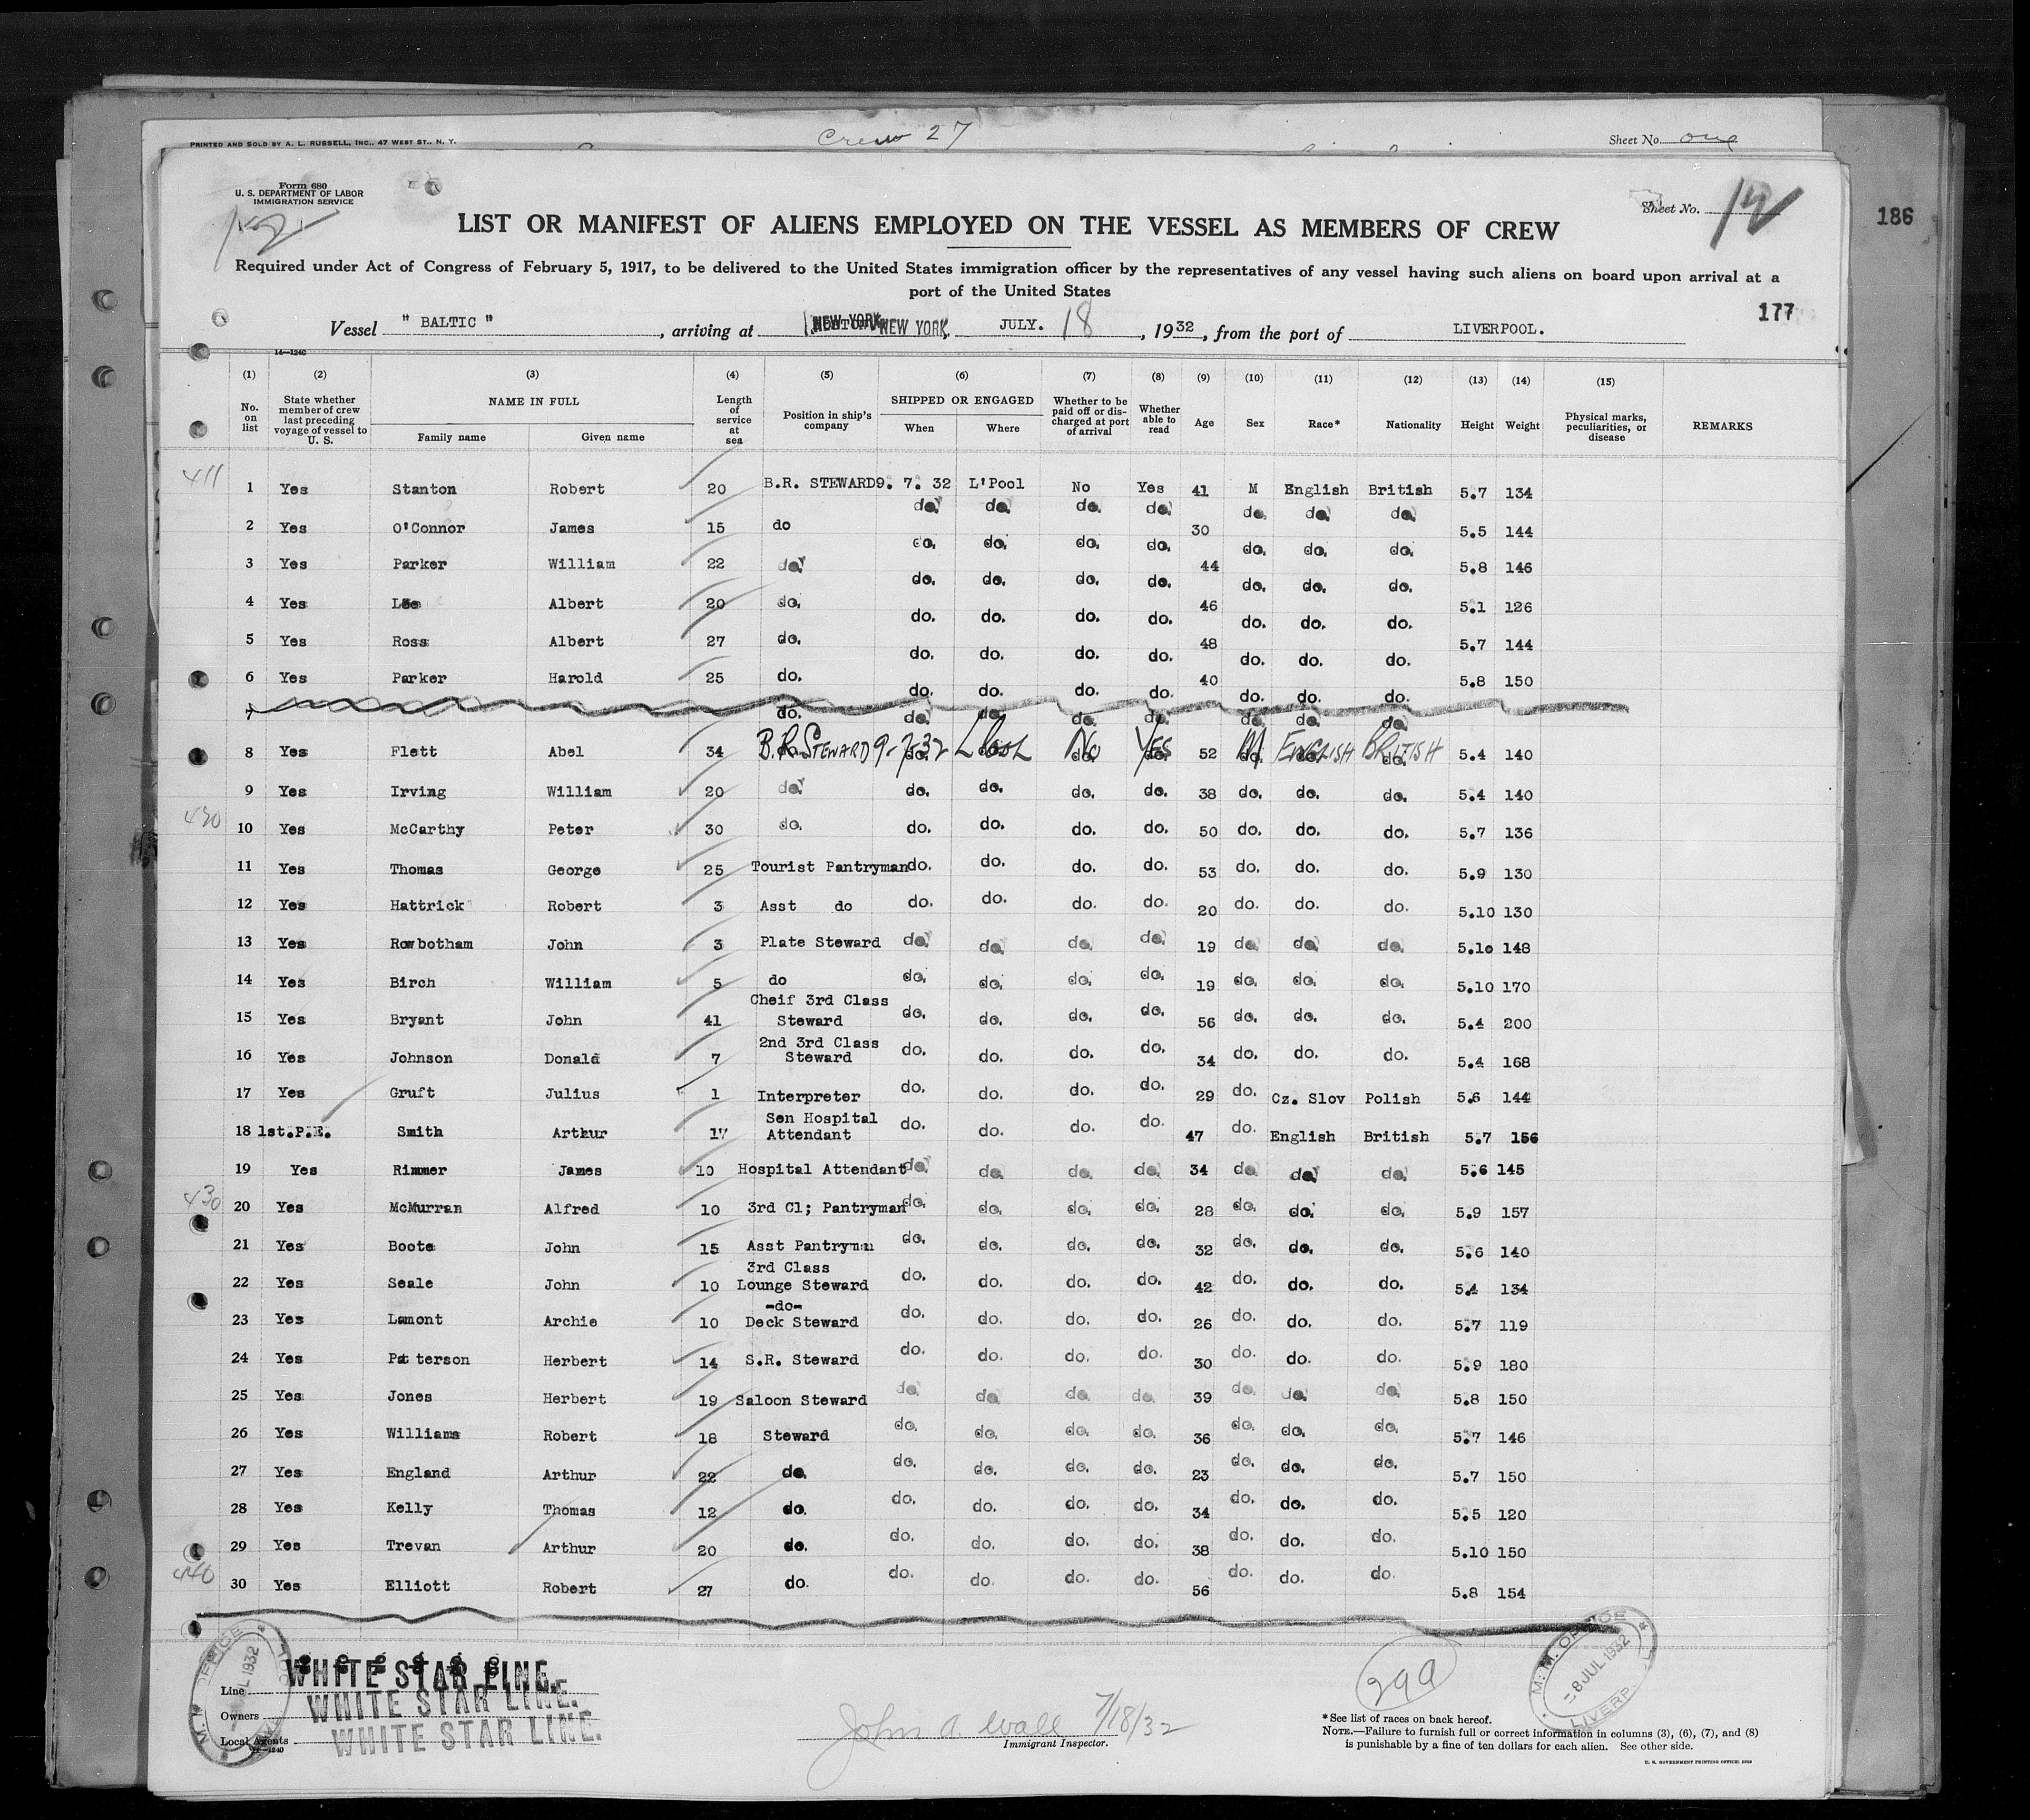 PRINTED AND SOLD BY A. L. RUSSELL, INC., 47 WEST ST., N. Y.
Crew 27
Sheet No. one
Form 680
U. S. DEPARTMENT OF LABOR
IMMIGRATION SERVICE
Sheet No.
186
LIST OR MANIFEST OF ALIENS EMPLOYED ON THE VESSEL AS MEMBERS OF CREW
Required under Act of Congress of February 5, 1917, to be delivered to the United States immigration officer by the representatives of any vessel having such aliens on board upon arrival at a
port of the United States
177
Vessel " BALTIC ", arriving at NEW YORK NEW YORK, JULY. 18, 1932, from the port of LIVERPOOL.
14—1240
(1) (2) (3) (4) (5) (6) (7) (8) (9) (10) (11) (12) (13) (14) (15)
No. on list State whether member of crew last preceding voyage of vessel to U. S. NAME IN FULL Family name Given name Length of service at sea Position in ship's company SHIPPED OR ENGAGED When Where Whether to be paid off or discharged at port of arrival Whether able to read Age Sex Race* Nationality Height Weight Physical marks, peculiarities, or disease REMARKS
411
1 Yes Stanton Robert 20 B.R. STEWARD 9. 7. 32 L'Pool No Yes 41 M English British 5.7 134
2 Yes O'Connor James 15 do do. do. do. do. 30 do. do. do. 5.5 144
3 Yes Parker William 22 do. do. do. do. do. 44 do. do. do. 5.8 146
4 Yes Lee Albert 20 do. do. do. do. do. 46 do. do. do. 5.1 126
5 Yes Ross Albert 27 do. do. do. do. do. 48 do. do. do. 5.7 144
6 Yes Parker Harold 25 do. do. do. do. do. 40 do. do. do. 5.8 150
7 do. do. do. do. do. do. do. do.
8 Yes Flett Abel 34 B.R. STEWARD 9-7-32 L'Pool No YES 52 M ENGLISH BRITISH 5.4 140
9 Yes Irving William 20 do. do. do. do. do. 38 do. do. do. 5.4 140
420
10 Yes McCarthy Peter 30 do. do. do. do. do. 50 do. do. do. 5.7 136
11 Yes Thomas George 25 Tourist Pantryman do. do. do. do. 53 do. do. do. 5.9 130
12 Yes Hattrick Robert 3 Asst do do. do. do. do. 20 do. do. do. 5.10 130
13 Yes Rowbotham John 3 Plate Steward do. do. do. do. 19 do. do. do. 5.10 148
14 Yes Birch William 5 do do. do. do. do. 19 do. do. do. 5.10 170
15 Yes Bryant John 41 Cheif 3rd Class Steward do. do. do. do. 56 do. do. do. 5.4 200
16 Yes Johnson Donald 7 2nd 3rd Class Steward do. do. do. do. 34 do. do. do. 5.4 168
17 Yes Gruft Julius 1 Interpreter do. do. do. do. 29 do. Cz. Slov Polish 5.6 144
18 1st.P.E. Smith Arthur 17 Sen Hospital Attendant do. do. do. do. 47 do. English British 5.7 156
19 Yes Rimmer James 10 Hospital Attendant do. do. do. do. 34 do. do. do. 5.6 145
430
20 Yes McMurran Alfred 10 3rd Cl; Pantryman do. do. do. do. 28 do. do. do. 5.9 157
21 Yes Boote John 15 Asst Pantryman do. do. do. do. 32 do. do. do. 5.6 140
22 Yes Seale John 10 3rd Class Lounge Steward do. do. do. do. 42 do. do. do. 5.4 134
23 Yes Lamont Archie 10 -do- Deck Steward do. do. do. do. 26 do. do. do. 5.7 119
24 Yes Patterson Herbert 14 S.R. Steward do. do. do. do. 30 do. do. do. 5.9 180
25 Yes Jones Herbert 19 Saloon Steward do. do. do. do. 39 do. do. do. 5.8 150
26 Yes Williams Robert 18 Steward do. do. do. do. 36 do. do. do. 5.7 146
27 Yes England Arthur 22 do. do. do. do. do. 23 do. do. do. 5.7 150
28 Yes Kelly Thomas 12 do. do. do. do. do. 34 do. do. do. 5.5 120
29 Yes Trevan Arthur 20 do. do. do. do. do. 38 do. do. do. 5.10 150
440
30 Yes Elliott Robert 27 do. do. do. do. do. 56 do. do. do. 5.8 154
Line WHITE STAR LINE.
Owners WHITE STAR LINE.
Local Agents WHITE STAR LINE.
14—1240
John A. Wall 7/18/32
Immigrant Inspector.
299
M. M. OFFICE
8 JUL 1932
LIVERP
*See list of races on back hereof.
NOTE.—Failure to furnish full or correct information in columns (3), (6), (7), and (8)
is punishable by a fine of ten dollars for each alien. See other side.
U. S. GOVERNMENT PRINTING OFFICE: 1929